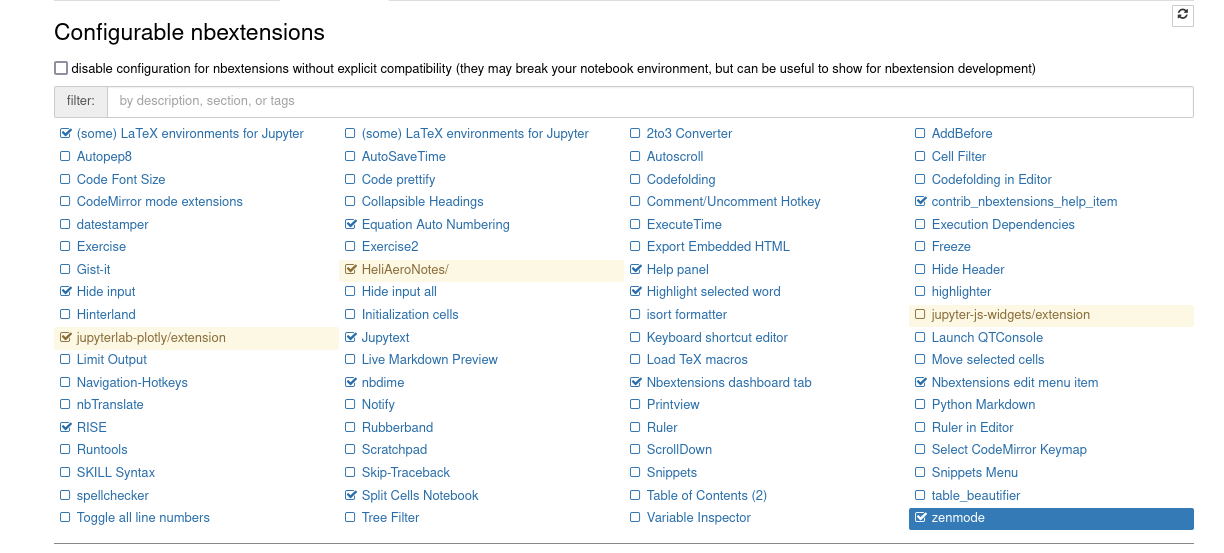 Configurable nbextensions
disable configuration for nbextensions without explicit compatibility (they may break your notebook environment, but can be useful to show for nbextension development)
filter: by description, section, or tags
(some) LaTeX environments for Jupyter (some) LaTeX environments for Jupyter 2to3 Converter AddBefore
Autopep8 AutoSaveTime Autoscroll Cell Filter
Code Font Size Code prettify Codefolding Codefolding in Editor
CodeMirror mode extensions Collapsible Headings Comment/Uncomment Hotkey contrib_nbextensions_help_item
datestamper Equation Auto Numbering ExecuteTime Execution Dependencies
Exercise Exercise2 Export Embedded HTML Freeze
Gist-it HeliAeroNotes/ Help panel Hide Header
Hide input Hide input all Highlight selected word highlighter
Hinterland Initialization cells isort formatter jupyter-js-widgets/extension
jupyterlab-plotly/extension Jupytext Keyboard shortcut editor Launch QTConsole
Limit Output Live Markdown Preview Load TeX macros Move selected cells
Navigation-Hotkeys nbdime Nbextensions dashboard tab Nbextensions edit menu item
nbTranslate Notify Printview Python Markdown
RISE Rubberband Ruler Ruler in Editor
Runtools Scratchpad ScrollDown Select CodeMirror Keymap
SKILL Syntax Skip-Traceback Snippets Snippets Menu
spellchecker Split Cells Notebook Table of Contents (2) table_beautifier
Toggle all line numbers Tree Filter Variable Inspector zenmode